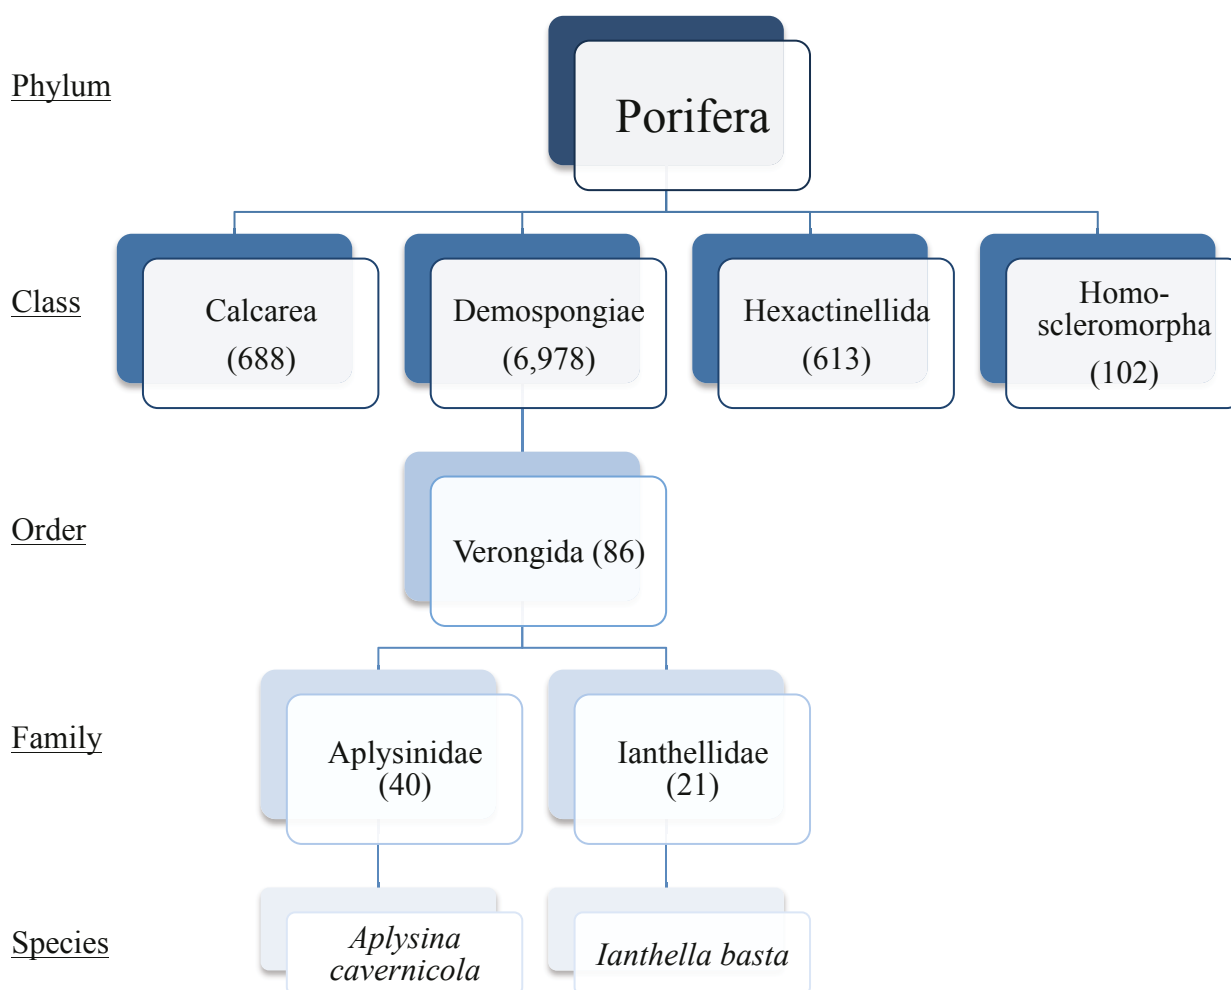 Phylum
Porifera
Class
Calcarea
(688)
Demospongiae
(6,978)
Hexactinellida
(613)
Homo-
scleromorpha
(102)
Order
Verongida (86)
Family
Aplysinidae
(40)
Ianthellidae
(21)
Species
Aplysina
cavernicola
Ianthella basta